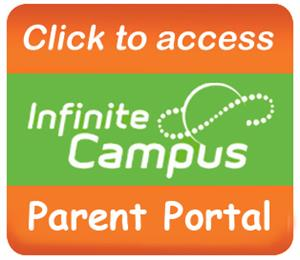 Click to access
Infinite
Campus
Parent Portal